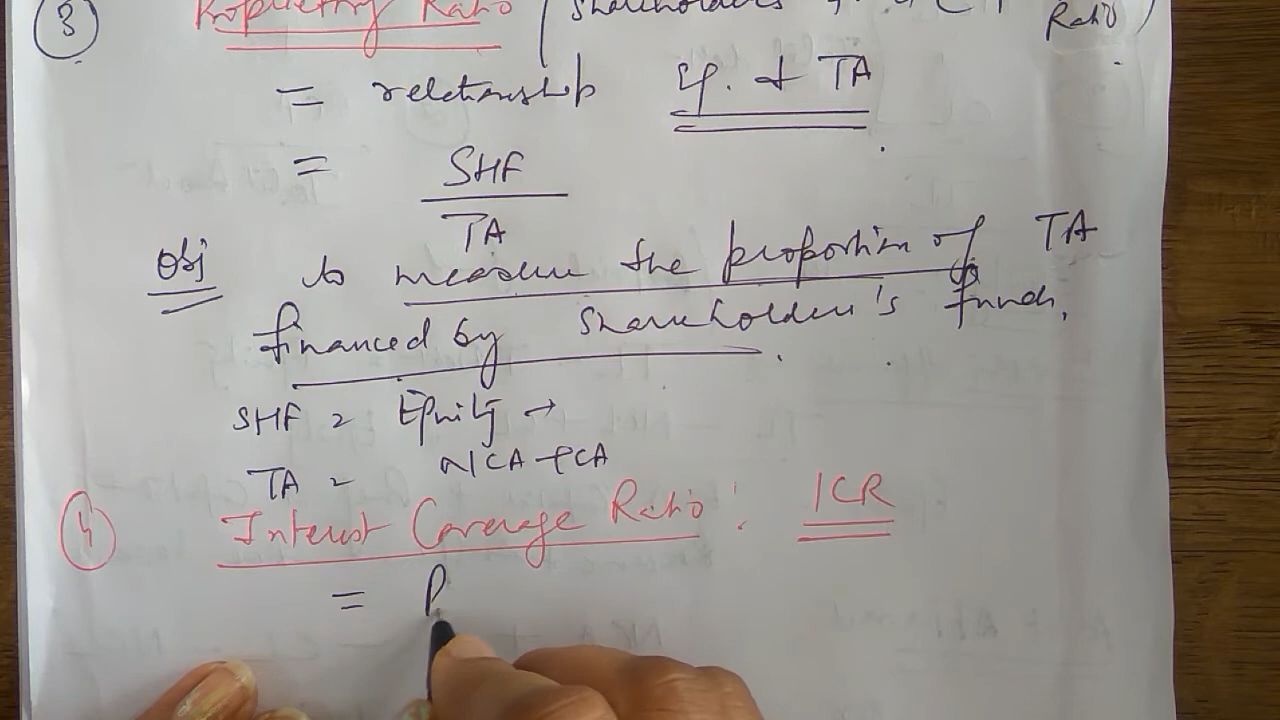 3 Proprietary Ratio ( Shareholders Ratio )
= relationship & TA
= SHF
TA
Obj to measure the proportion of TA
financed by Shareholder's funds.
SHF = Equity →
TA = NCA + CA
4 Interest Coverage Ratio : ICR
= P